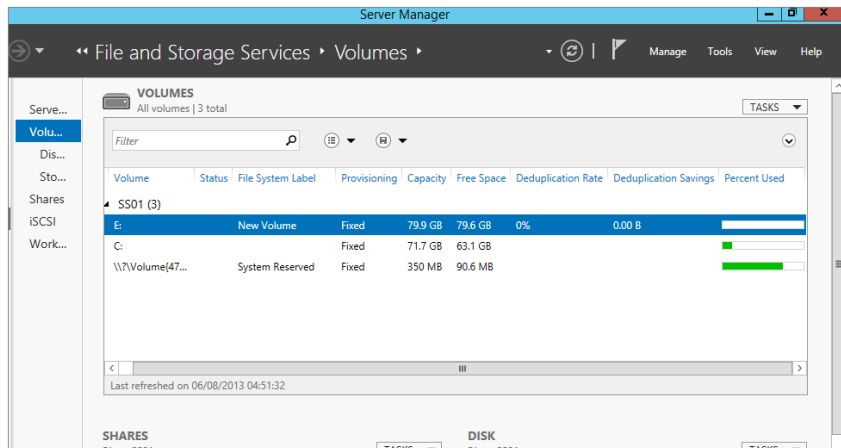 Server Manager
File and Storage Services Volumes
Manage Tools View Help
Serve...
Volu...
Dis...
Sto...
Shares
iSCSI
Work...
VOLUMES
All volumes | 3 total
TASKS
Filter
Volume Status File System Label Provisioning Capacity Free Space Deduplication Rate Deduplication Savings Percent Used
SS01 (3)
E: New Volume Fixed 79.9 GB 79.6 GB 0% 0.00 B
C: Fixed 71.7 GB 63.1 GB
\\?\Volume{47... System Reserved Fixed 350 MB 90.6 MB
Last refreshed on 06/08/2013 04:51:32
SHARES
DISK
TASKS
TASKS